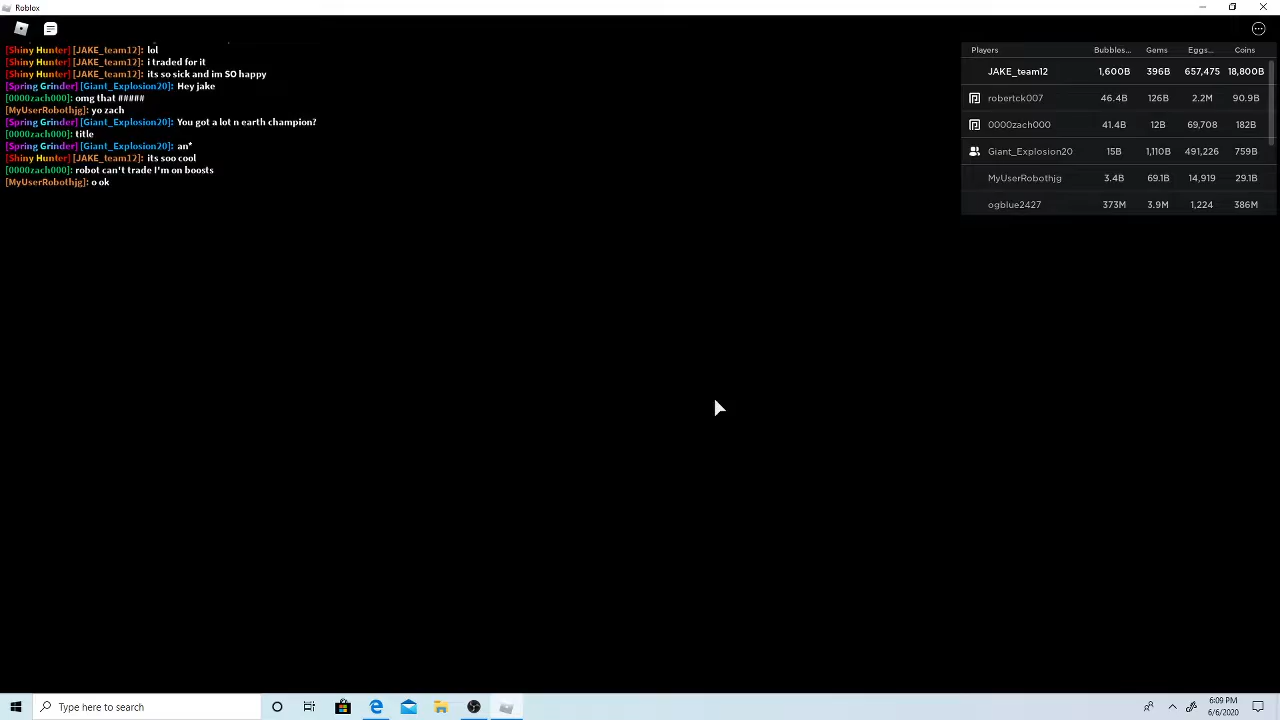 Roblox
[Shiny Hunter] [JAKE_team12]: lol
[Shiny Hunter] [JAKE_team12]: i traded for it
[Shiny Hunter] [JAKE_team12]: its so sick and im SO happy
[Spring Grinder] [Giant_Explosion20]: Hey jake
[0000zach000]: omg that #####
[MyUserRobothjg]: yo zach
[Spring Grinder] [Giant_Explosion20]: You got a lot n earth champion?
[0000zach000]: title
[Spring Grinder] [Giant_Explosion20]: an*
[Shiny Hunter] [JAKE_team12]: its soo cool
[0000zach000]: robot can't trade I'm on boosts
[MyUserRobothjg]: o ok
Players Bubbles... Gems Eggs... Coins
JAKE_team12 1,600B 396B 657,475 18,800B
robertck007 46.4B 126B 2.2M 90.9B
0000zach000 41.4B 12B 69,708 182B
Giant_Explosion20 15B 1,110B 491,226 759B
MyUserRobothjg 3.4B 69.1B 14,919 29.1B
ogblue2427 373M 3.9M 1,224 386M
Type here to search
6:09 PM
6/6/2020